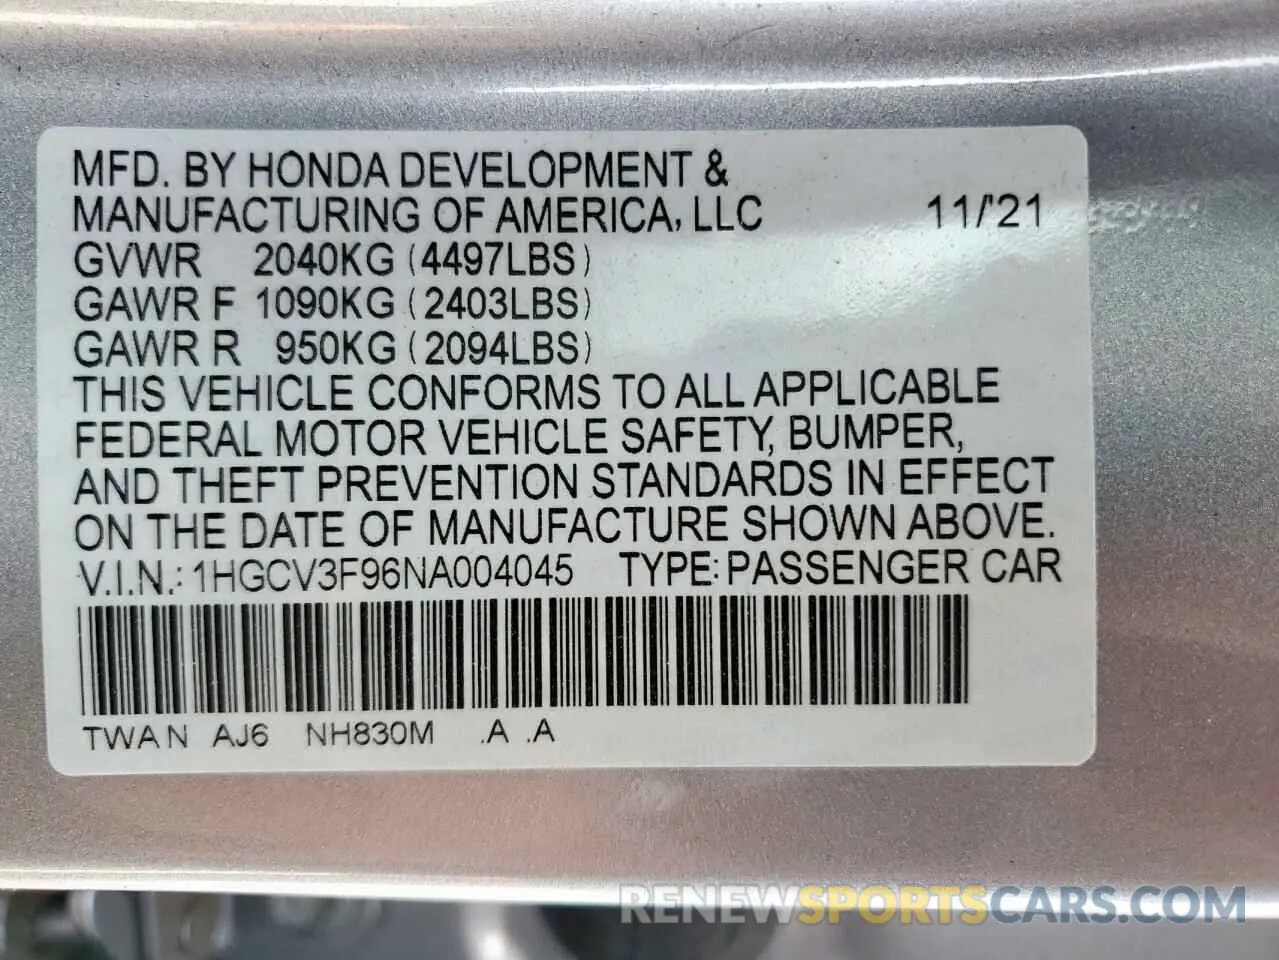 MFD. BY HONDA DEVELOPMENT &
MANUFACTURING OF AMERICA, LLC 11/'21
GVWR 2040KG (4497LBS)
GAWR F 1090KG (2403LBS)
GAWR R 950KG (2094LBS)
THIS VEHICLE CONFORMS TO ALL APPLICABLE
FEDERAL MOTOR VEHICLE SAFETY, BUMPER,
AND THEFT PREVENTION STANDARDS IN EFFECT
ON THE DATE OF MANUFACTURE SHOWN ABOVE.
V.I.N.: 1HGCV3F96NA004045 TYPE: PASSENGER CAR
TWAN AJ6 NH830M .A .A
RENEWSPORTSCARS.COM